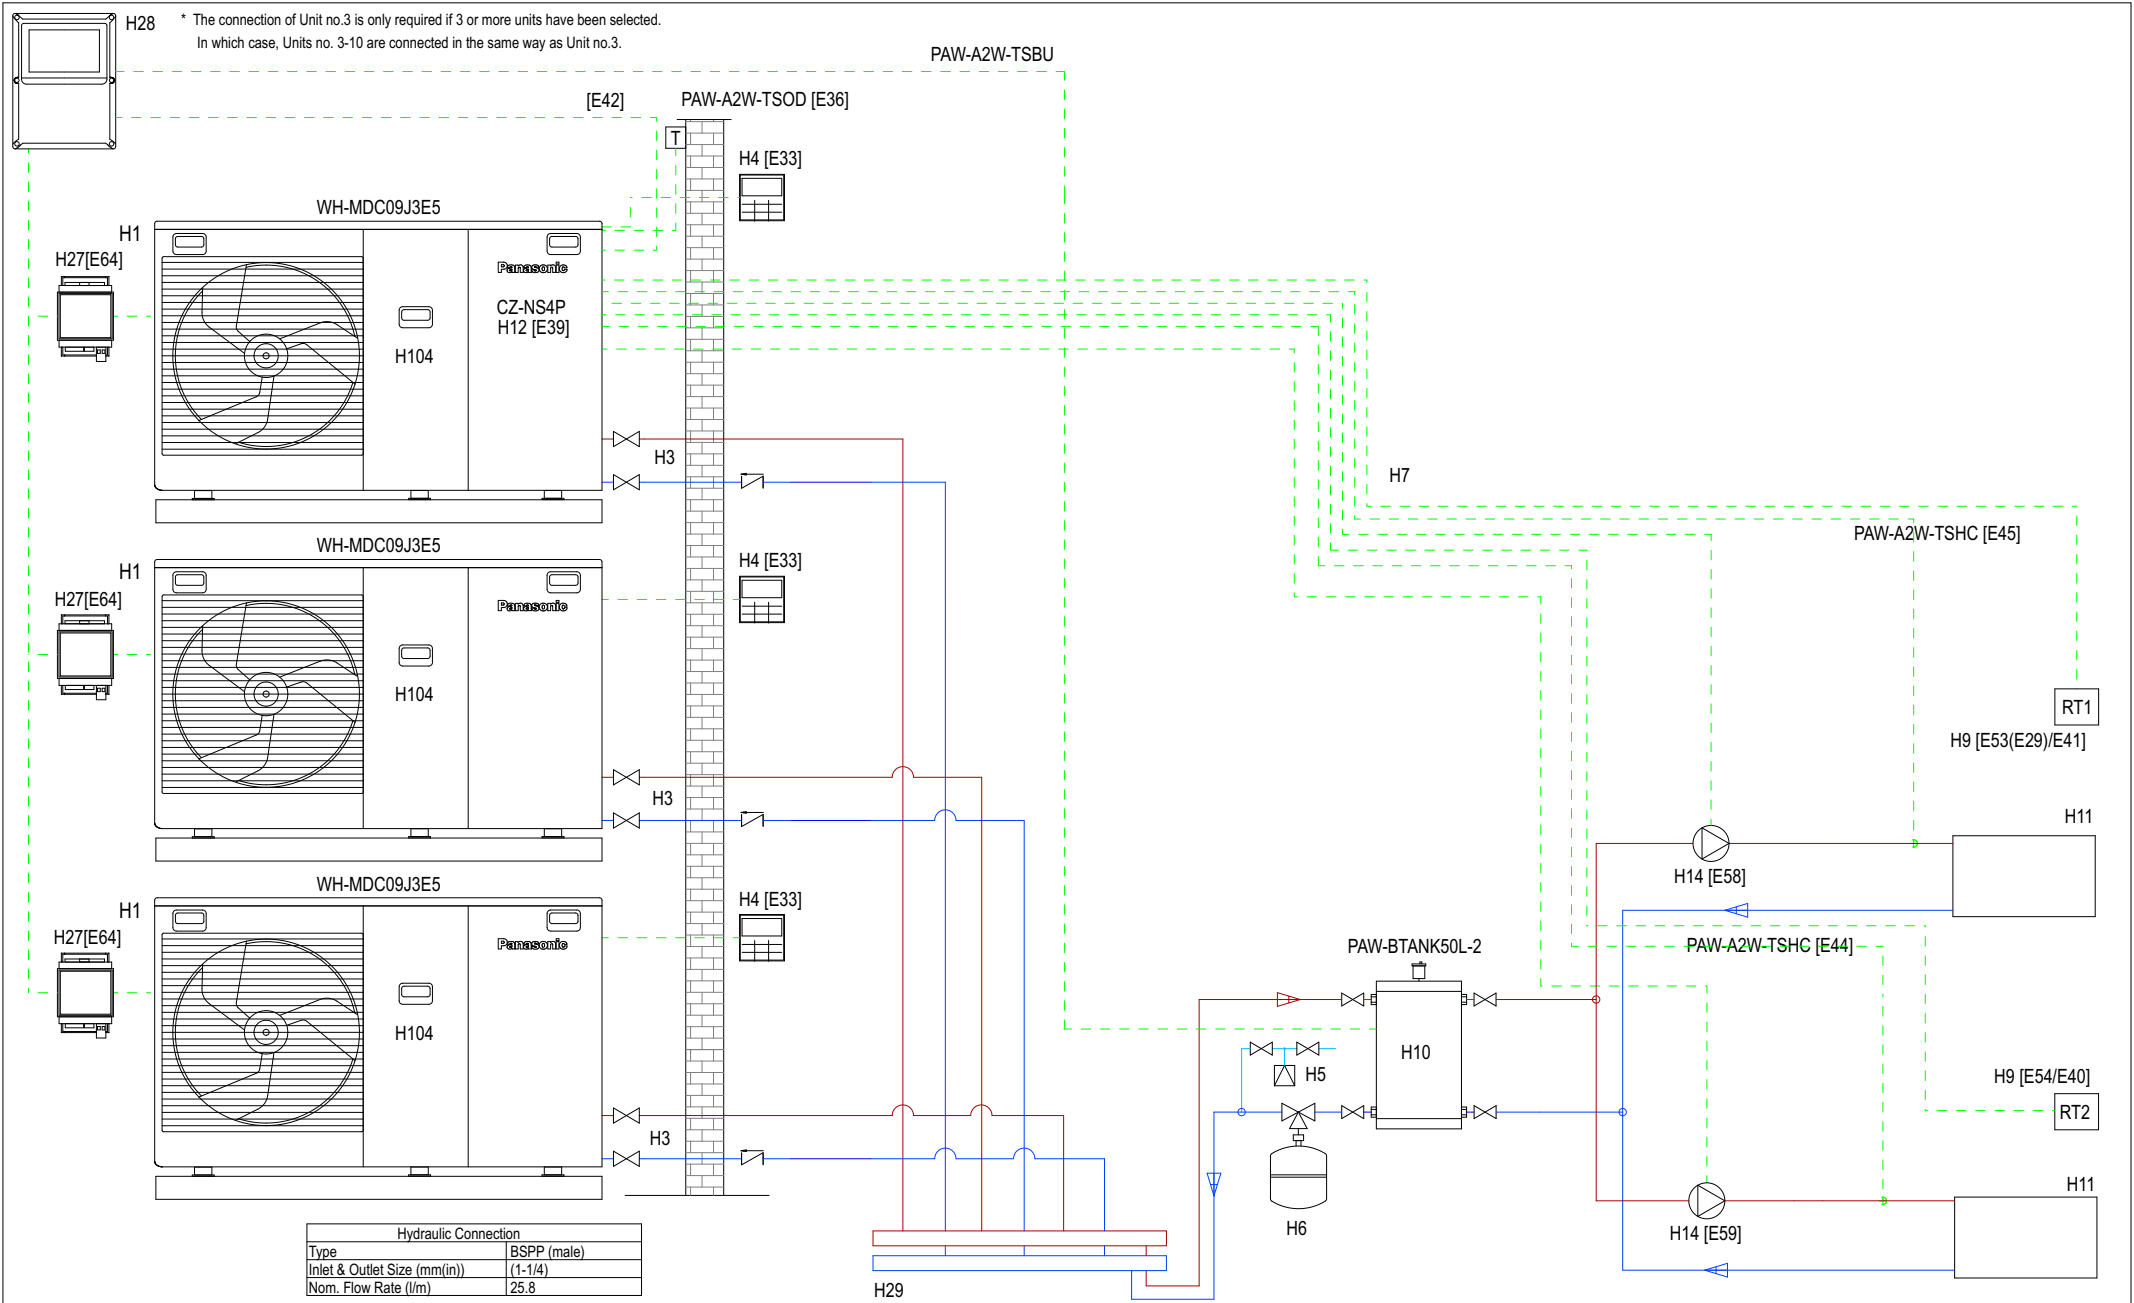 H28
* The connection of Unit no.3 is only required if 3 or more units have been selected.
In which case, Units no. 3-10 are connected in the same way as Unit no.3.
PAW-A2W-TSBU
[E42]
PAW-A2W-TSOD [E36]
T
H4 [E33]
WH-MDC09J3E5
H1
H27[E64]
Panasonic
CZ-NS4P
H12 [E39]
H104
H3
H7
PAW-A2W-TSHC [E45]
WH-MDC09J3E5
H1
H27[E64]
Panasonic
H4 [E33]
H104
H3
RT1
H9 [E53(E29)/E41]
H11
H14 [E58]
WH-MDC09J3E5
H1
H27[E64]
Panasonic
H4 [E33]
H104
H3
PAW-BTANK50L-2
PAW-A2W-TSHC [E44]
H10
H5
H6
H9 [E54/E40]
RT2
H11
H14 [E59]
H29
Hydraulic Connection
Type BSPP (male)
Inlet & Outlet Size (mm(in)) (1-1/4)
Nom. Flow Rate (l/m) 25.8